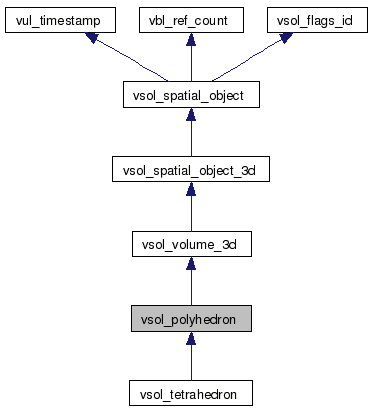 vul_timestamp
vbl_ref_count
vsol_flags_id
vsol_spatial_object
vsol_spatial_object_3d
vsol_volume_3d
vsol_polyhedron
vsol_tetrahedron